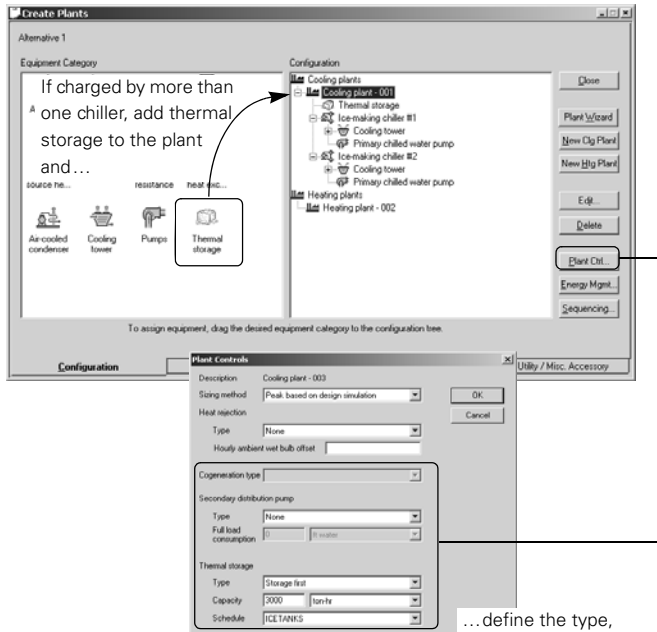 Create Plants
Alternative 1
Equipment Category
Configuration
If charged by more than
one chiller, add thermal
storage to the plant
and…
source he...
resistance
heat exc...
Air-cooled
condenser
Cooling
tower
Pumps
Thermal
storage
Cooling plants
Cooling plant - 001
Thermal storage
Ice-making chiller #1
Cooling tower
Primary chilled water pump
Ice-making chiller #2
Cooling tower
Primary chilled water pump
Heating plants
Heating plant - 002
Close
Plant Wizard
New Clg Plant
New Htg Plant
Edit...
Delete
Plant Ctrl...
Energy Mgmt...
Sequencing...
To assign equipment, drag the desired equipment category to the configuration tree.
Configuration
Utility / Misc. Accessory
Plant Controls
Description Cooling plant - 003
Sizing method Peak based on design simulation
OK
Cancel
Heat rejection
Type None
Hourly ambient wet bulb offset
Cogeneration type
Secondary distribution pump
Type None
Full load
consumption 0 ft water
Thermal storage
Type Storage first
Capacity 3000 ton-hr
Schedule ICETANKS
…define the type,